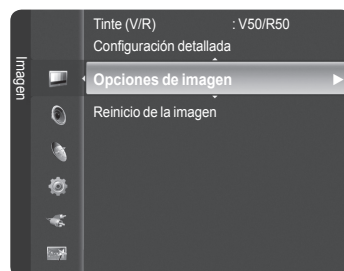 Imagen
Tinte (V/R) : V50/R50
Configuración detallada
Opciones de imagen
Reinicio de la imagen